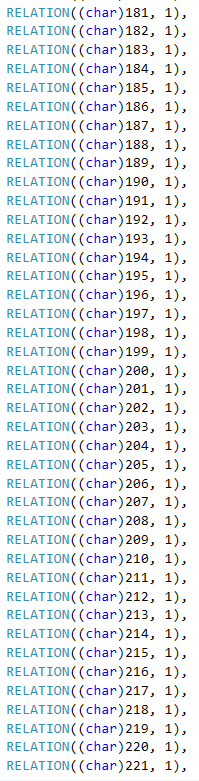 RELATION((char)181, 1),
RELATION((char)182, 1),
RELATION((char)183, 1),
RELATION((char)184, 1),
RELATION((char)185, 1),
RELATION((char)186, 1),
RELATION((char)187, 1),
RELATION((char)188, 1),
RELATION((char)189, 1),
RELATION((char)190, 1),
RELATION((char)191, 1),
RELATION((char)192, 1),
RELATION((char)193, 1),
RELATION((char)194, 1),
RELATION((char)195, 1),
RELATION((char)196, 1),
RELATION((char)197, 1),
RELATION((char)198, 1),
RELATION((char)199, 1),
RELATION((char)200, 1),
RELATION((char)201, 1),
RELATION((char)202, 1),
RELATION((char)203, 1),
RELATION((char)204, 1),
RELATION((char)205, 1),
RELATION((char)206, 1),
RELATION((char)207, 1),
RELATION((char)208, 1),
RELATION((char)209, 1),
RELATION((char)210, 1),
RELATION((char)211, 1),
RELATION((char)212, 1),
RELATION((char)213, 1),
RELATION((char)214, 1),
RELATION((char)215, 1),
RELATION((char)216, 1),
RELATION((char)217, 1),
RELATION((char)218, 1),
RELATION((char)219, 1),
RELATION((char)220, 1),
RELATION((char)221, 1),